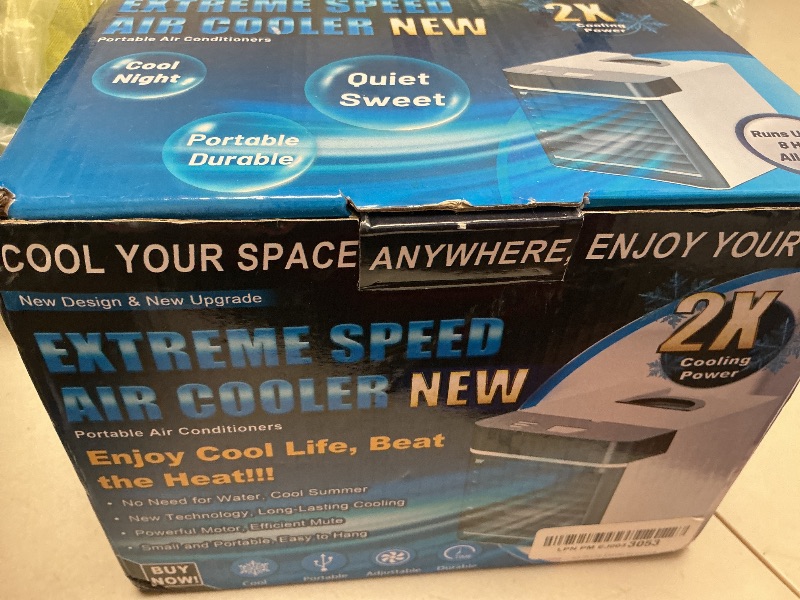 EXTREME SPEED
AIR COOLER NEW
Portable Air Conditioners
2X
Cooling
Power
Cool
Night
Quiet
Sweet
Portable
Durable
Runs
8
COOL YOUR SPACE ANYWHERE, ENJOY YOUR
New Design & New Upgrade
EXTREME SPEED
AIR COOLER NEW
Portable Air Conditioners
2X
Cooling
Power
Enjoy Cool Life, Beat
the Heat!!!
• No Need for Water, Cool Summer
• New Technology, Long-Lasting Cooling
• Powerful Motor, Efficient Mute
• Small and Portable, Easy to Hang
BUY
NOW!
Cool
Portable
Adjustable
Durable
3053